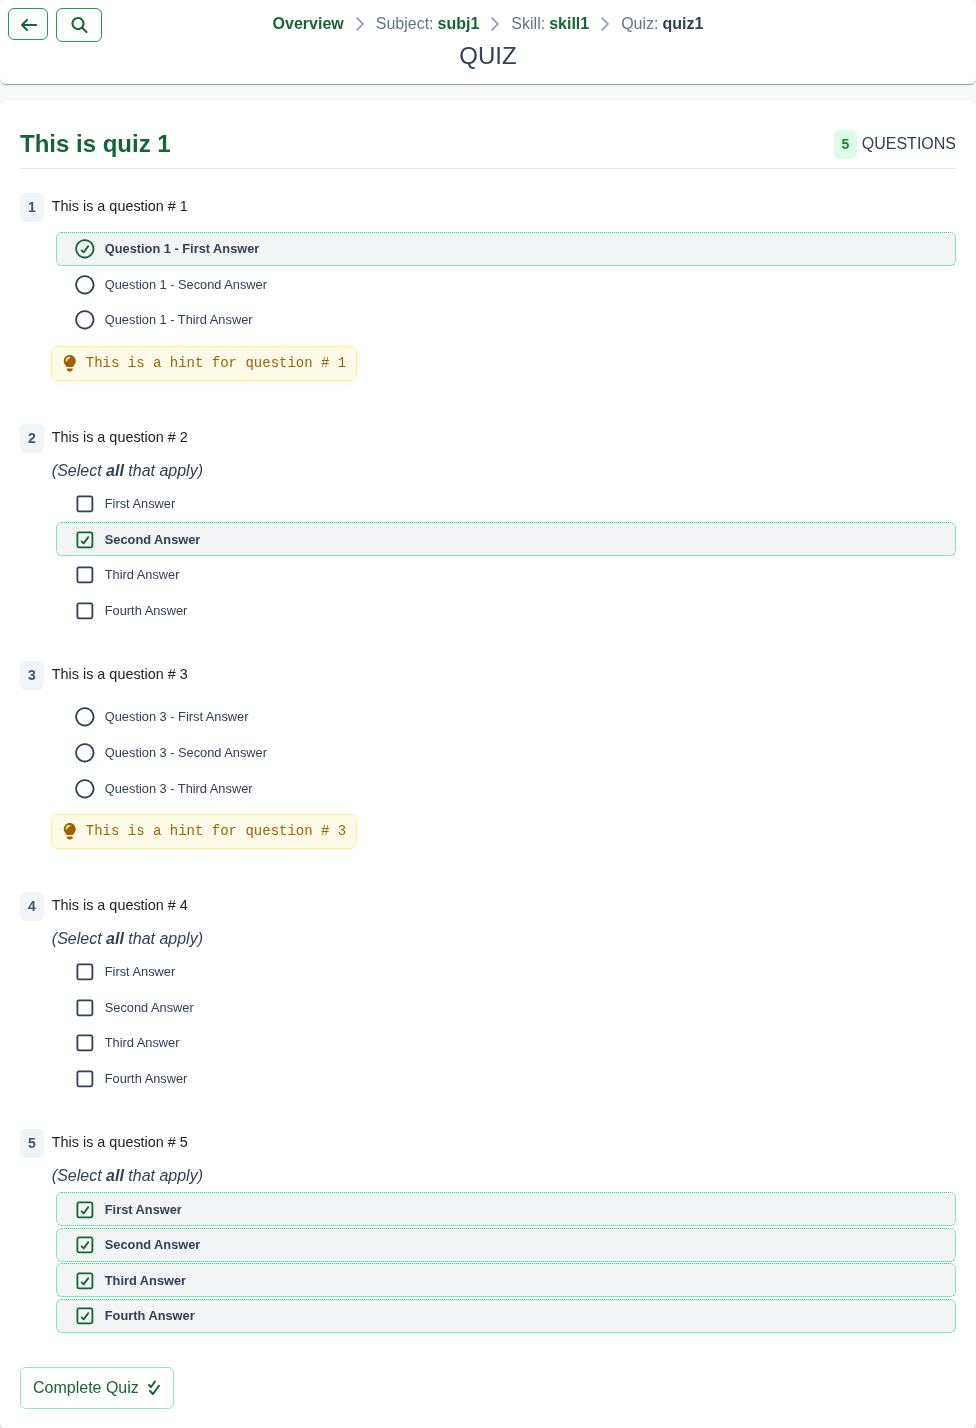 Overview > Subject: subj1 > Skill: skill1 > Quiz: quiz1
QUIZ
This is quiz 1
5 QUESTIONS
1 This is a question # 1
Question 1 - First Answer
Question 1 - Second Answer
Question 1 - Third Answer
This is a hint for question # 1
2 This is a question # 2
(Select all that apply)
First Answer
Second Answer
Third Answer
Fourth Answer
3 This is a question # 3
Question 3 - First Answer
Question 3 - Second Answer
Question 3 - Third Answer
This is a hint for question # 3
4 This is a question # 4
(Select all that apply)
First Answer
Second Answer
Third Answer
Fourth Answer
5 This is a question # 5
(Select all that apply)
First Answer
Second Answer
Third Answer
Fourth Answer
Complete Quiz